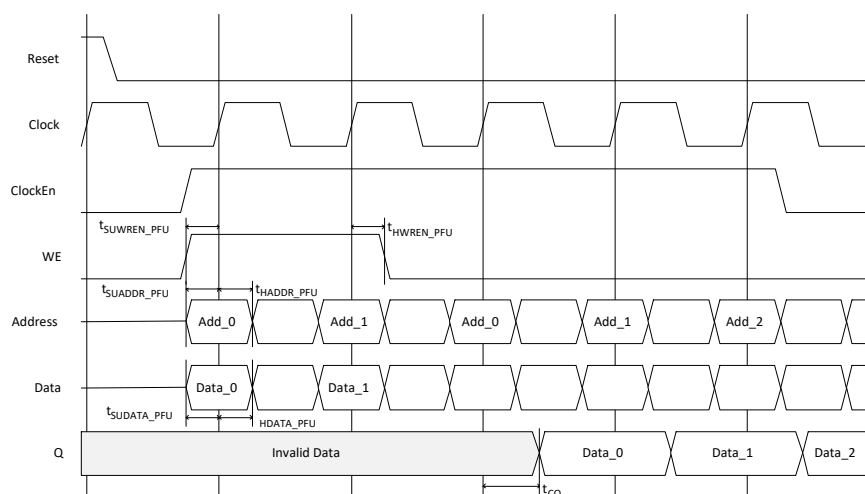 Reset
Clock
ClockEn
tSUWREN_PFU
tHWREN_PFU
WE
tSUADDR_PFU
tHADDR_PFU
Address Add_0 Add_1 Add_0 Add_1 Add_2
Data Data_0 Data_1
tSUDATA_PFU
HDATA_PFU
Q Invalid Data Data_0 Data_1 Data_2
tCO